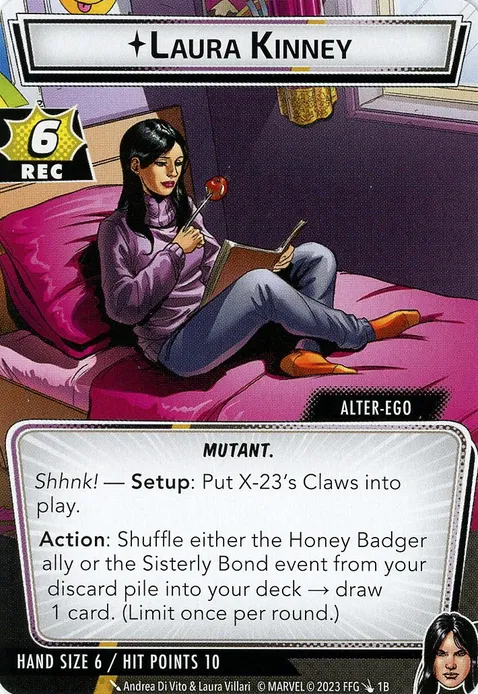 Laura Kinney
6
REC
ALTER-EGO
MUTANT.
Shhnk! — Setup: Put X-23's Claws into
play.
Action: Shuffle either the Honey Badger
ally or the Sisterly Bond event from your
discard pile into your deck → draw
1 card. (Limit once per round.)
HAND SIZE 6 / HIT POINTS 10
Andrea Di Vito & Laura Villari © MARVEL © 2023 FFG 1B